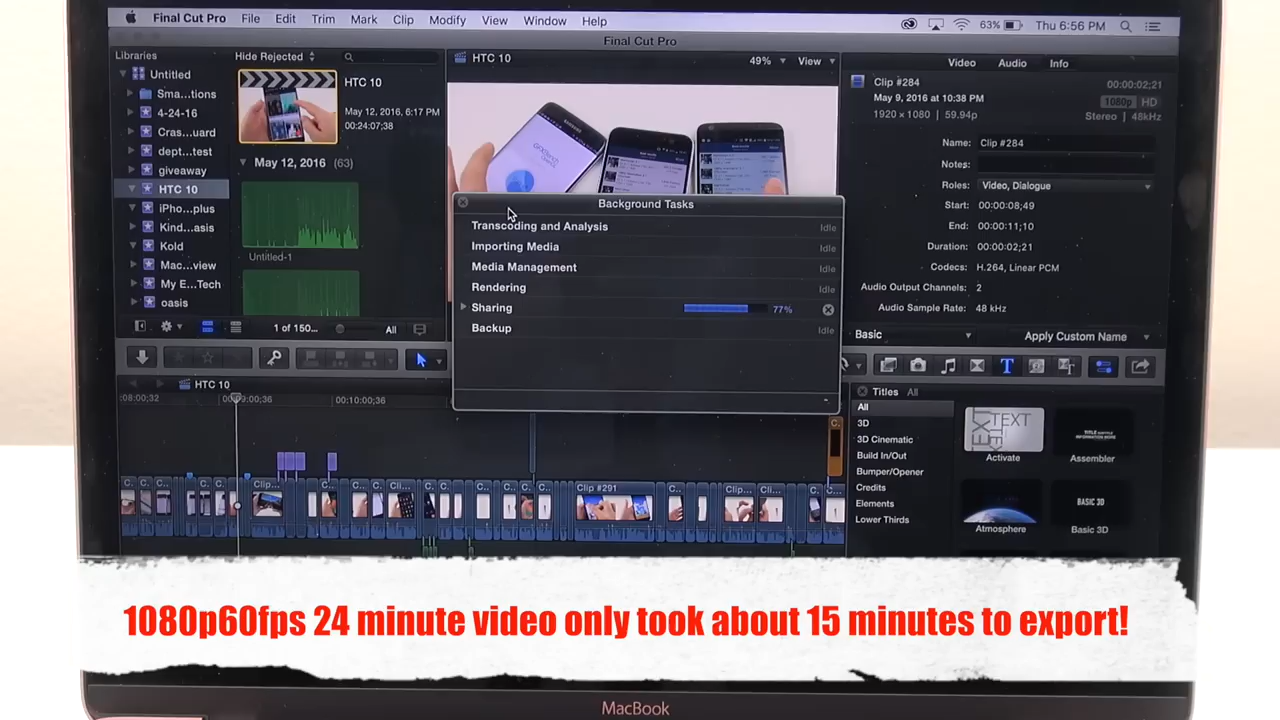 Final Cut Pro File Edit Trim Mark Clip Modify View Window Help 63% Thu 6:56 PM
Final Cut Pro
Libraries
Hide Rejected
HTC 10
49%
View
Video Audio Info
Untitled
Sma...tions
4-24-16
Cras...uard
dept...test
giveaway
HTC 10
iPho...plus
Kind...asis
Kold
Mac...view
My E...Tech
oasis
HTC 10
May 12, 2016, 6:17 PM
00:24:07;38
May 12, 2016 (63)
Untitled-1
1 of 150...
All
Clip #284
00:00:02;21
May 9, 2016 at 10:38 PM
1080p HD
1920 × 1080 | 59.94p
Stereo | 48kHz
Name: Clip #284
Notes:
Roles: Video, Dialogue
Start: 00:00:08;49
End: 00:00:11;10
Duration: 00:00:02;21
Codecs: H.264, Linear PCM
Audio Output Channels: 2
Audio Sample Rate: 48 kHz
Basic
Apply Custom Name
Background Tasks
Transcoding and Analysis Idle
Importing Media Idle
Media Management Idle
Rendering Idle
Sharing 77%
Backup Idle
HTC 10
00:10:00;36
Clip #291
Titles All
All
3D
3D Cinematic
Build In/Out
Bumper/Opener
Credits
Elements
Lower Thirds
TEXT
Activate
Assembler
Atmosphere
BASIC 3D
Basic 3D
1080p60fps 24 minute video only took about 15 minutes to export!
MacBook